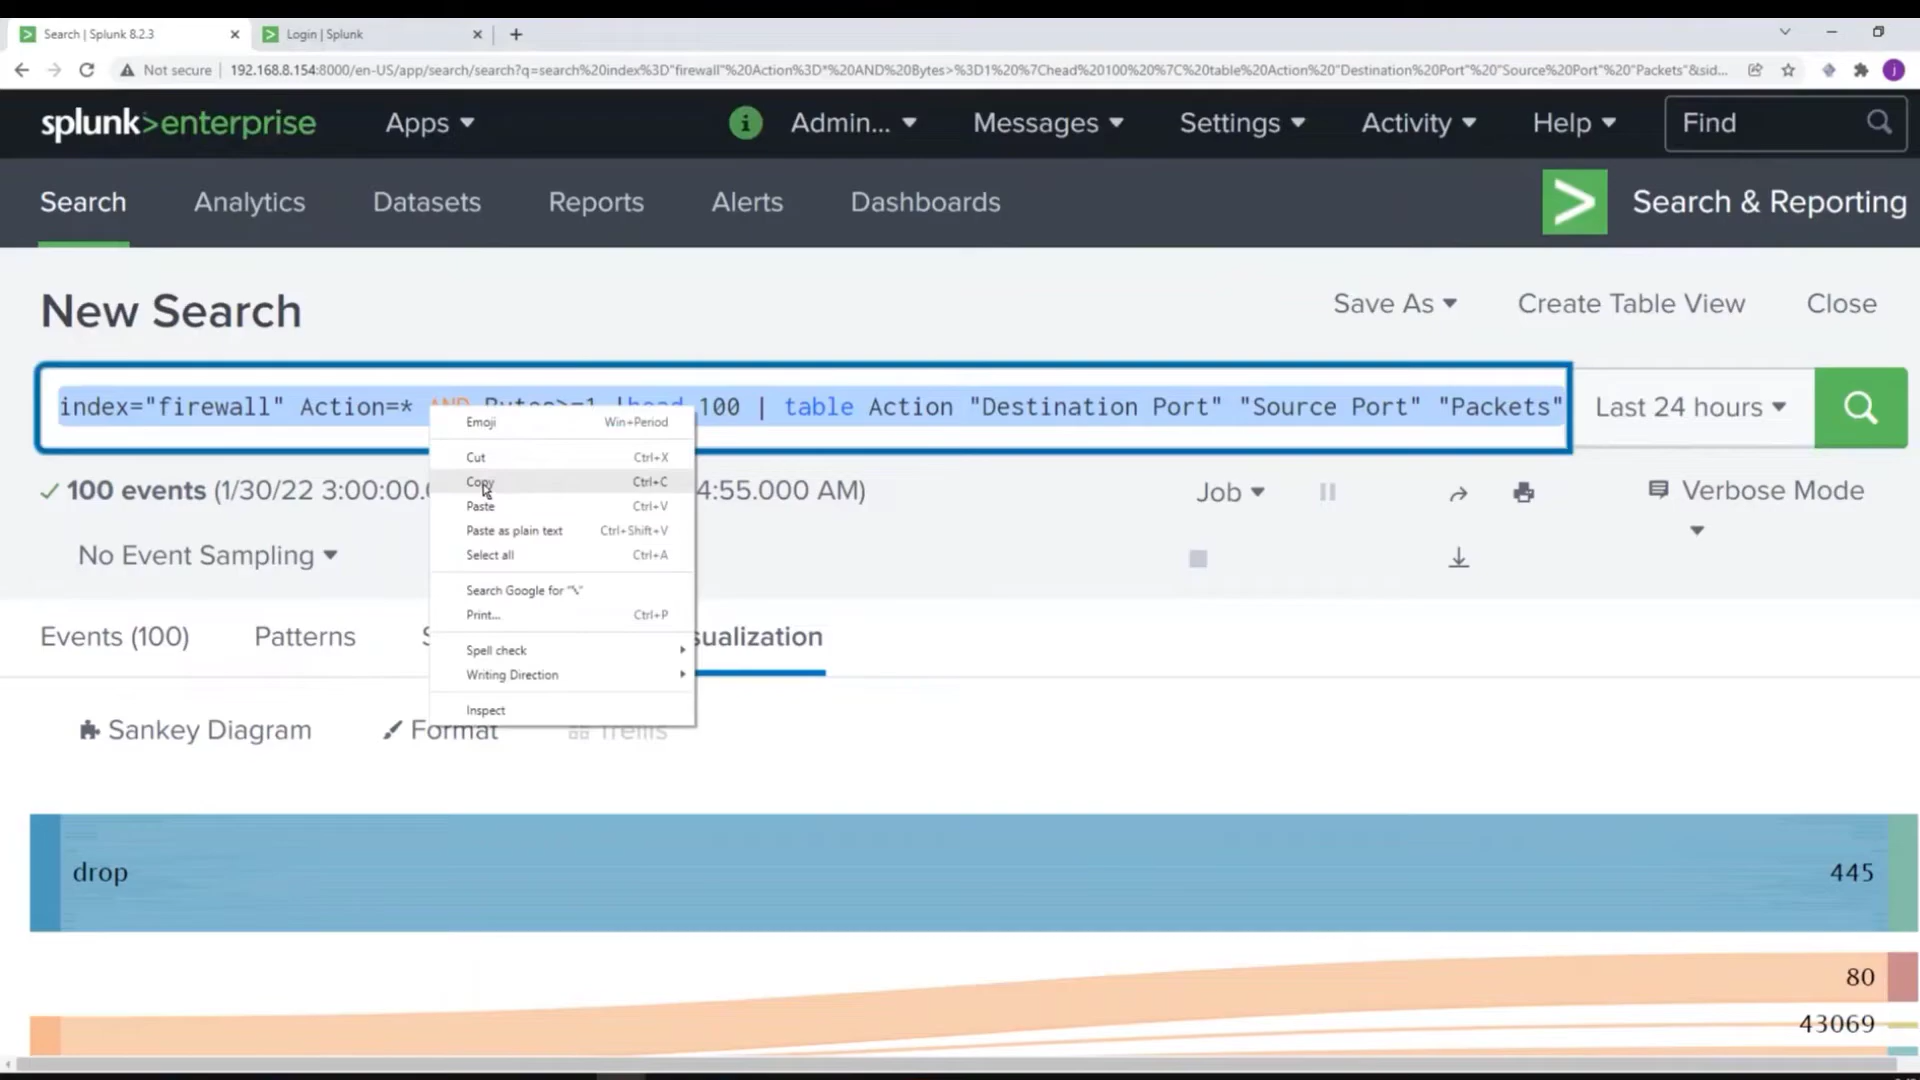 Search | Splunk 8.2.3
Login | Splunk
Not secure
192.168.8.154:8000/en-US/app/search/search?q=search%20index%3D"firewall"%20Action%3D*%20AND%20Bytes>%3D1%20%7Chead%20100%20%7C%20table%20Action%20"Destination%20Port"%20"Source%20Port"%20"Packets"&sid...
j
splunk>enterprise
Apps
i
Admin...
Messages
Settings
Activity
Help
Find
Search
Analytics
Datasets
Reports
Alerts
Dashboards
Search & Reporting
New Search
Save As
Create Table View
Close
index="firewall" Action=* AND Bytes>=1 |head 100 | table Action "Destination Port" "Source Port" "Packets"
Last 24 hours
100 events (1/30/22 3:00:00.
4:55.000 AM)
Job
Verbose Mode
No Event Sampling
Emoji Win+Period
Cut Ctrl+X
Copy Ctrl+C
Paste Ctrl+V
Paste as plain text Ctrl+Shift+V
Select all Ctrl+A
Search Google for "\"
Print... Ctrl+P
Spell check
Writing Direction
Inspect
Events (100)
Patterns
S
sualization
Sankey Diagram
Format
Trellis
drop
445
80
43069